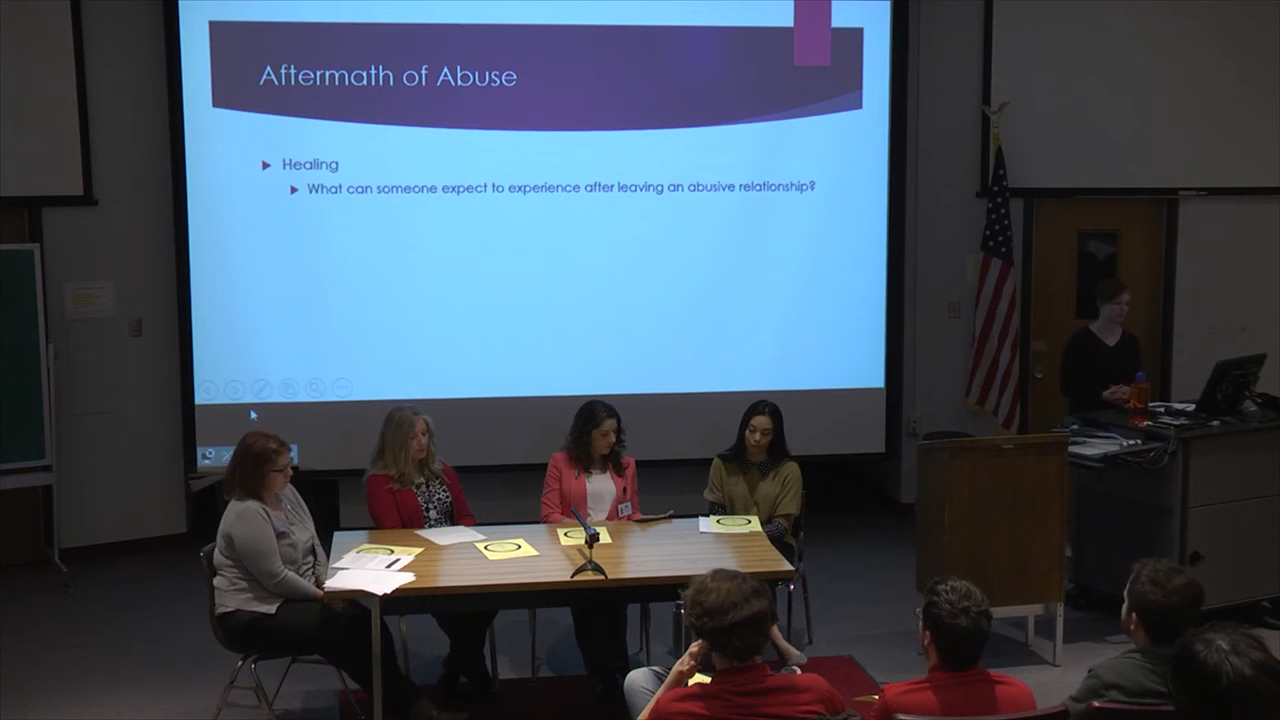 Aftermath of Abuse
Healing
What can someone expect to experience after leaving an abusive relationship?